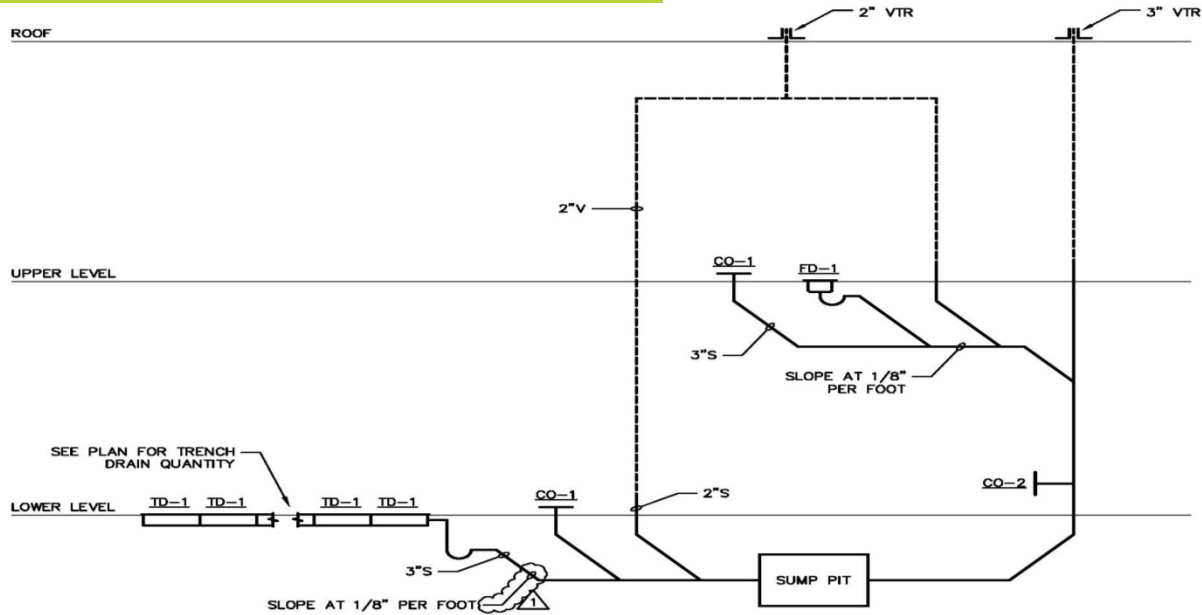 2" VTR
3" VTR
ROOF
2"V
UPPER LEVEL
CO-1
FD-1
3"S
SLOPE AT 1/8"
PER FOOT
SEE PLAN FOR TRENCH
DRAIN QUANTITY
CO-2
LOWER LEVEL
TD-1
TD-1
TD-1
TD-1
CO-1
2"S
3"S
SUMP PIT
SLOPE AT 1/8" PER FOOT
1